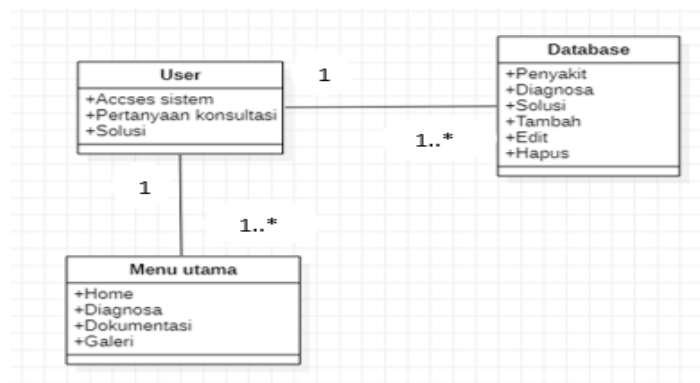 User
+Accses sistem
+Pertanyaan konsultasi
+Solusi
1
1..*
Database
+Penyakit
+Diagnosa
+Solusi
+Tambah
+Edit
+Hapus
1
1..*
Menu utama
+Home
+Diagnosa
+Dokumentasi
+Galeri